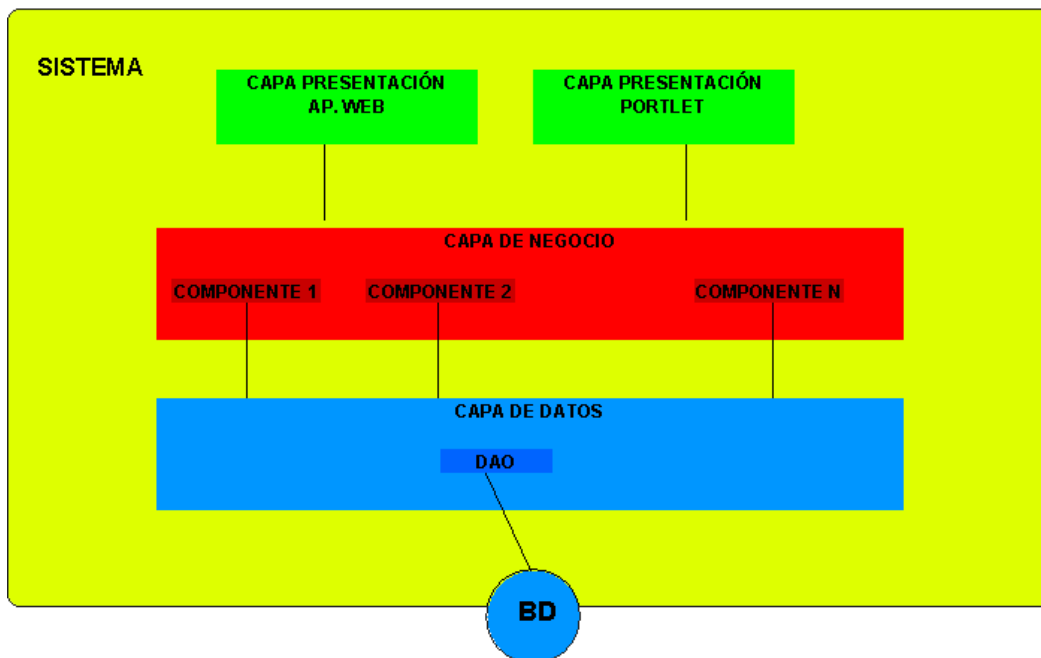 SISTEMA
CAPA PRESENTACIÓN
AP. WEB
CAPA PRESENTACIÓN
PORTLET
CAPA DE NEGOCIO
COMPONENTE 1
COMPONENTE 2
COMPONENTE N
CAPA DE DATOS
DAO
BD